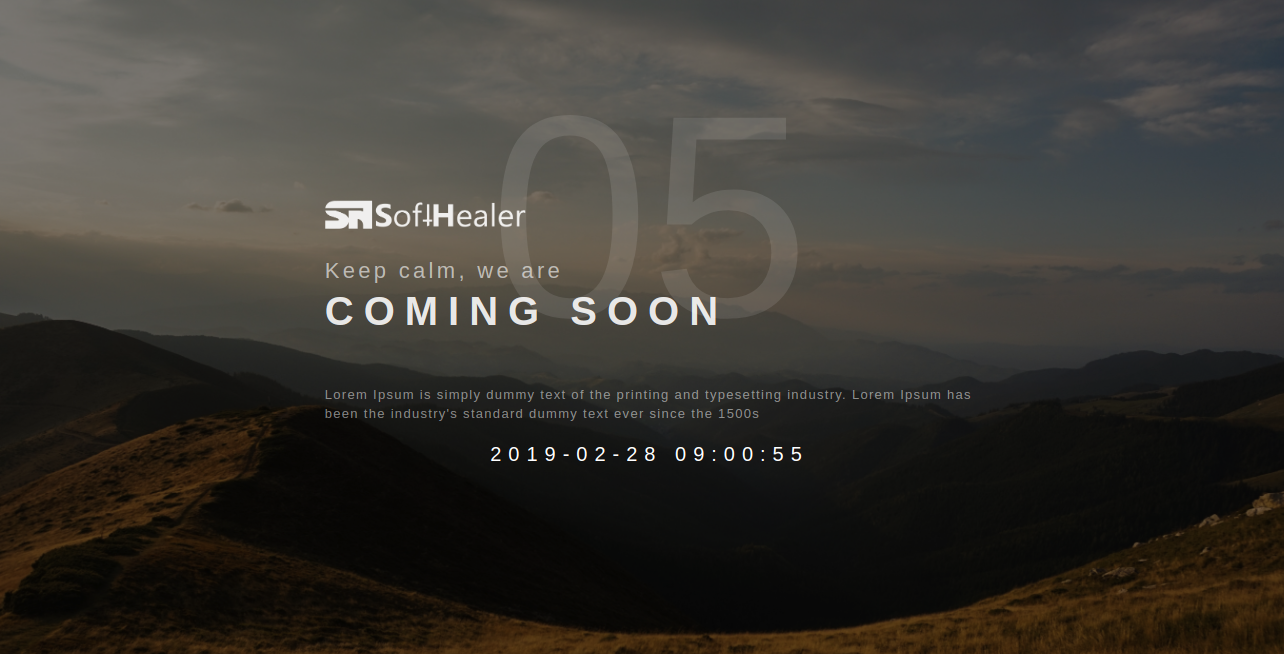 05
SoftHealer
Keep calm, we are
COMING SOON
Lorem Ipsum is simply dummy text of the printing and typesetting industry. Lorem Ipsum has
been the industry's standard dummy text ever since the 1500s
2019-02-28 09:00:55